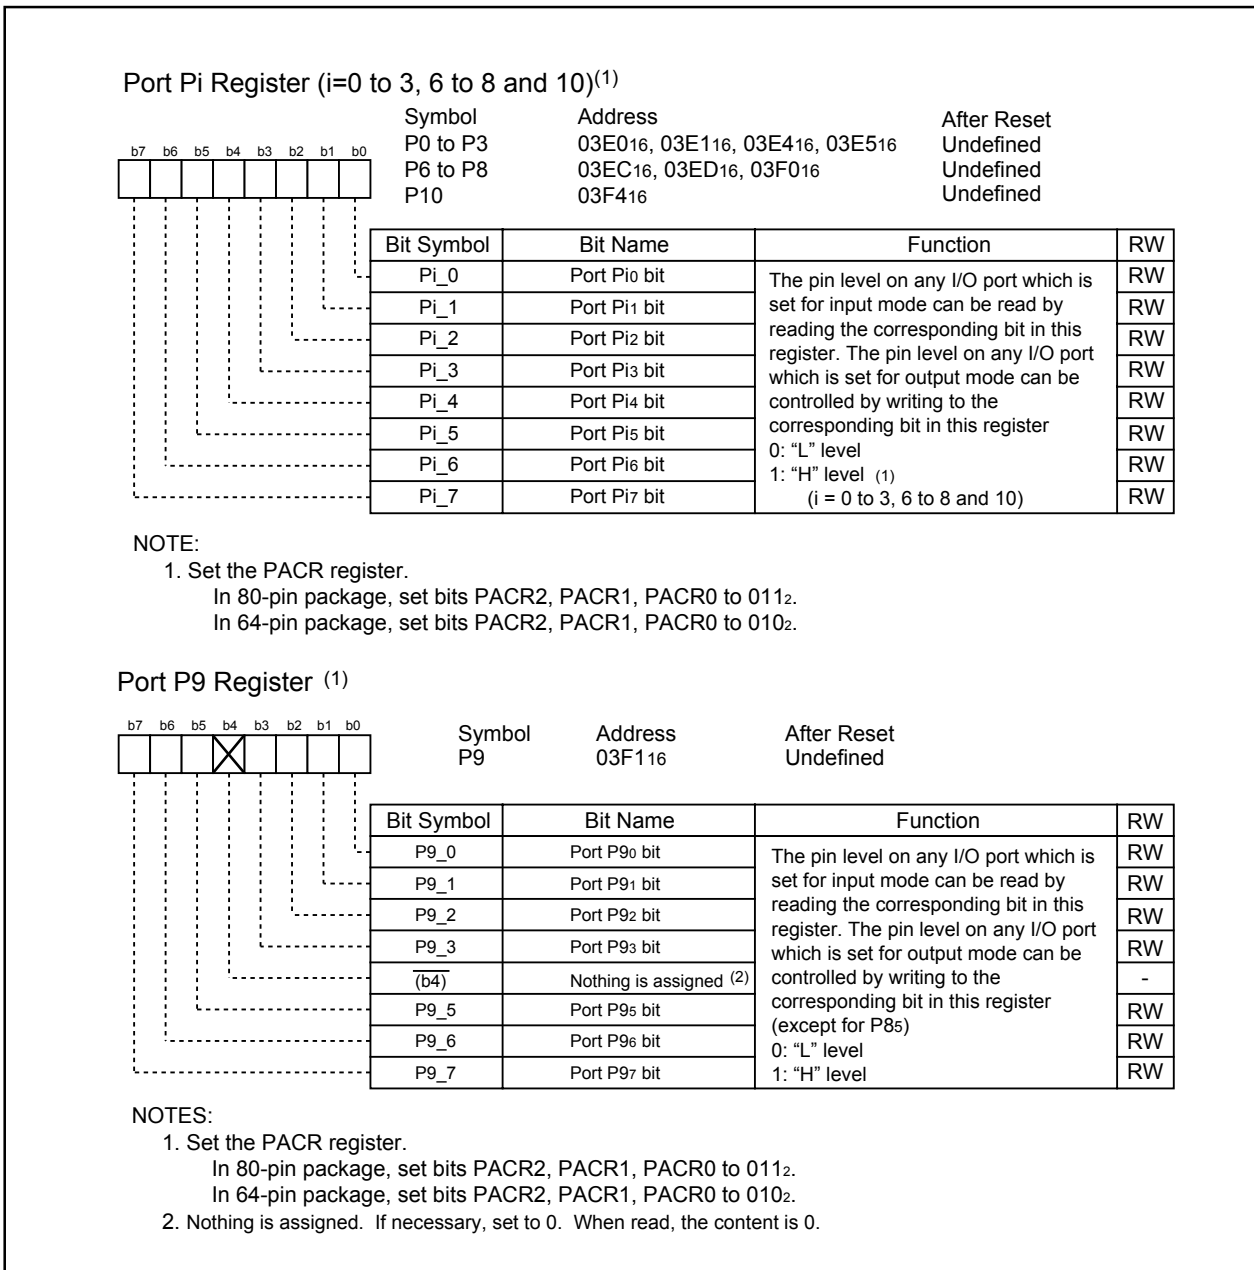 Port Pi Register (i=0 to 3, 6 to 8 and 10)(1)
Symbol Address After Reset
P0 to P3 03E016, 03E116, 03E416, 03E516 Undefined
P6 to P8 03EC16, 03ED16, 03F016 Undefined
P10 03F416 Undefined
b7 b6 b5 b4 b3 b2 b1 b0
Bit Symbol Bit Name Function RW
Pi_0 Port Pi0 bit RW
Pi_1 Port Pi1 bit RW
Pi_2 Port Pi2 bit RW
Pi_3 Port Pi3 bit RW
Pi_4 Port Pi4 bit RW
Pi_5 Port Pi5 bit RW
Pi_6 Port Pi6 bit RW
Pi_7 Port Pi7 bit RW
The pin level on any I/O port which is
set for input mode can be read by
reading the corresponding bit in this
register. The pin level on any I/O port
which is set for output mode can be
controlled by writing to the
corresponding bit in this register
0: “L” level
1: “H” level (1)
(i = 0 to 3, 6 to 8 and 10)
NOTE:
1. Set the PACR register.
In 80-pin package, set bits PACR2, PACR1, PACR0 to 0112.
In 64-pin package, set bits PACR2, PACR1, PACR0 to 0102.
Port P9 Register (1)
b7 b6 b5 b4 b3 b2 b1 b0
Symbol Address After Reset
P9 03F116 Undefined
Bit Symbol Bit Name Function RW
P9_0 Port P90 bit RW
P9_1 Port P91 bit RW
P9_2 Port P92 bit RW
P9_3 Port P93 bit RW
(b4) Nothing is assigned (2) -
P9_5 Port P95 bit RW
P9_6 Port P96 bit RW
P9_7 Port P97 bit RW
The pin level on any I/O port which is
set for input mode can be read by
reading the corresponding bit in this
register. The pin level on any I/O port
which is set for output mode can be
controlled by writing to the
corresponding bit in this register
(except for P85)
0: “L” level
1: “H” level
NOTES:
1. Set the PACR register.
In 80-pin package, set bits PACR2, PACR1, PACR0 to 0112.
In 64-pin package, set bits PACR2, PACR1, PACR0 to 0102.
2. Nothing is assigned. If necessary, set to 0. When read, the content is 0.